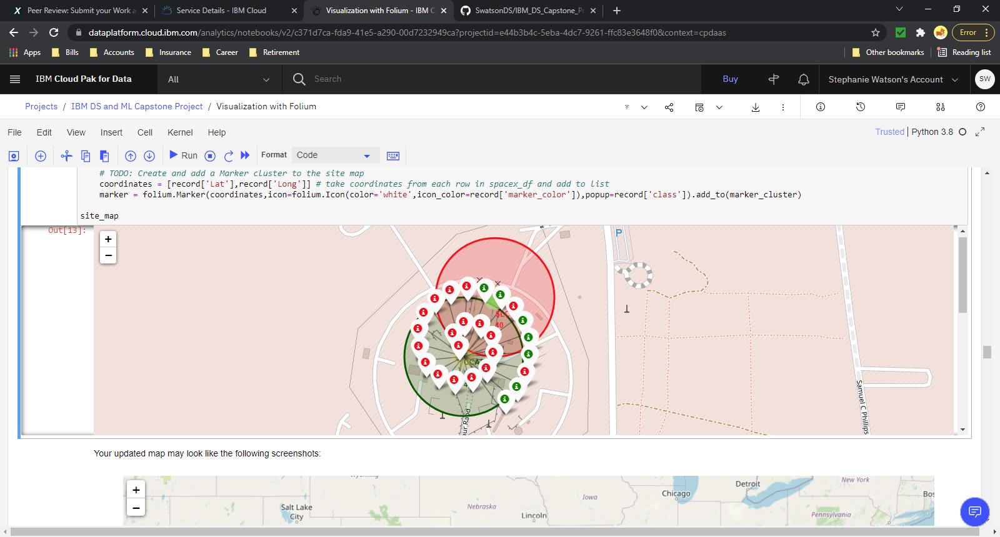 Peer Review: Submit your Work a
Service Details - IBM Cloud
Visualization with Folium - IBM C
SwatsonDS/IBM_DS_Capstone_Pr
dataplatform.cloud.ibm.com/analytics/notebooks/v2/c371d7ca-fda9-41e5-a290-00d7232949ca?projectid=e44b3b4c-5eba-4dc7-9261-ffc83e3648f0&context=cpdaas
Error
Apps Bills Accounts Insurance Career Retirement Other bookmarks Reading list
IBM Cloud Pak for Data All Search Buy Stephanie Watson's Account SW
Projects / IBM DS and ML Capstone Project / Visualization with Folium
File Edit View Insert Cell Kernel Help Trusted Python 3.8
Run Format Code
# TODO: Create and add a Marker cluster to the site map
coordinates = [record['Lat'],record['Long']] # take coordinates from each row in spacex_df and add to list
marker = folium.Marker(coordinates,icon=folium.Icon(color='white',icon_color=record['marker_color']),popup=record['class']).add_to(marker_cluster)
site_map
Out[13]:
+
−
P
40
Samuel C Phillips
Your updated map may look like the following screenshots:
+
−
Wyoming
Salt Lake
City
Nebraska
Lincoln
Iowa
Chicago
Detroit
New York
Bos
Pennsylvania